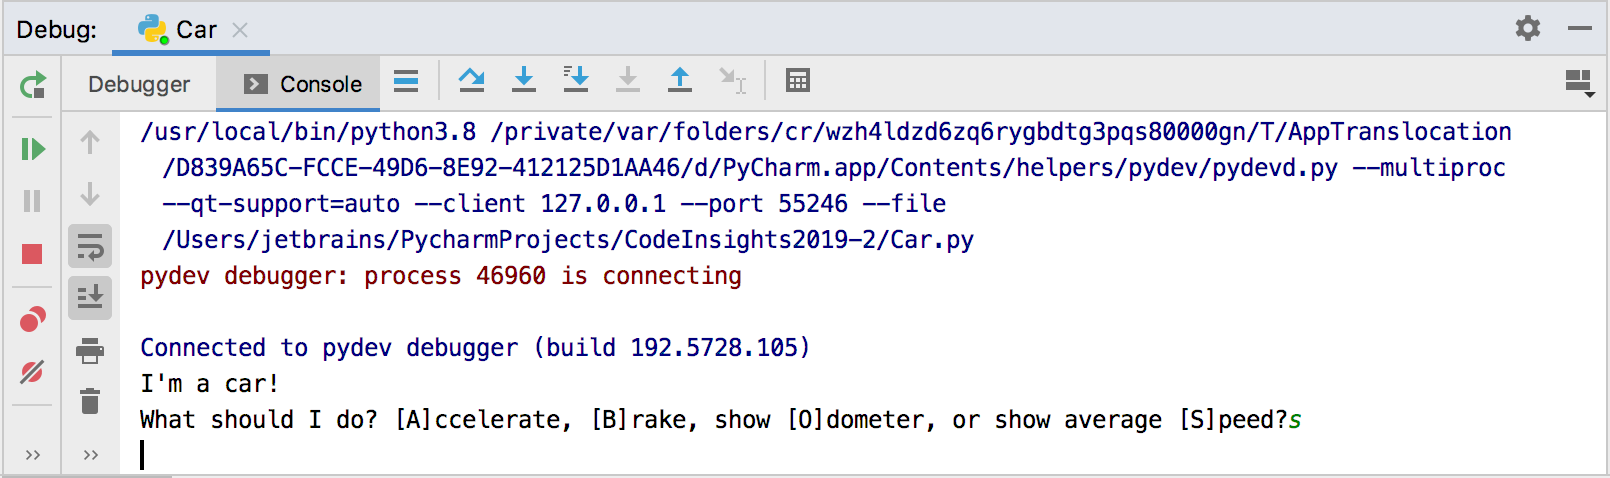 Debug: Car
Debugger Console
/usr/local/bin/python3.8 /private/var/folders/cr/wzh4ldzd6zq6rygbdtg3pqs80000gn/T/AppTranslocation
/D839A65C-FCCE-49D6-8E92-412125D1AA46/d/PyCharm.app/Contents/helpers/pydev/pydevd.py --multiproc
--qt-support=auto --client 127.0.0.1 --port 55246 --file
/Users/jetbrains/PycharmProjects/CodeInsights2019-2/Car.py
pydev debugger: process 46960 is connecting
Connected to pydev debugger (build 192.5728.105)
I'm a car!
What should I do? [A]ccelerate, [B]rake, show [O]dometer, or show average [S]peed?s